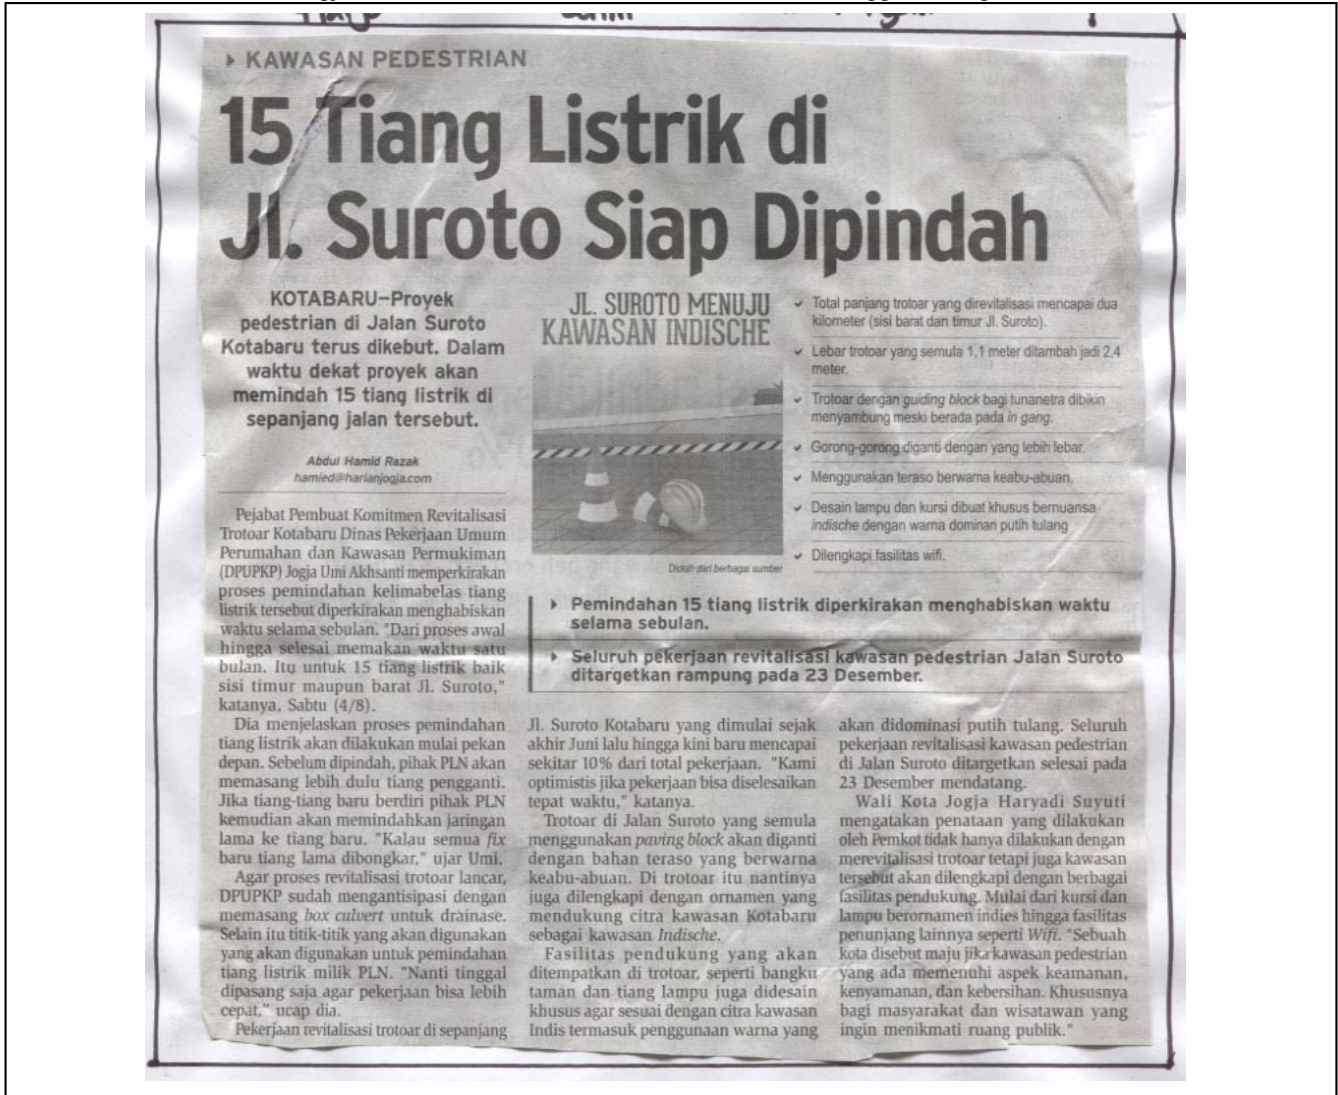 KAWASAN PEDESTRIAN
15 Tiang Listrik di
Jl. Suroto Siap Dipindah
KOTABARU—Proyek
pedestrian di Jalan Suroto
Kotabaru terus dikebut. Dalam
waktu dekat proyek akan
memindah 15 tiang listrik di
sepanjang jalan tersebut.
Abdul Hamid Razak
hamied@harianjogja.com
Pejabat Pembuat Komitmen Revitalisasi
Trotoar Kotabaru Dinas Pekerjaan Umum
Perumahan dan Kawasan Permukiman
(DPUPKP) Jogja Umi Akhsanti memperkirakan
proses pemindahan kelimabelas tiang
listrik tersebut diperkirakan menghabiskan
waktu selama sebulan. "Dari proses awal
hingga selesai memakan waktu satu
bulan. Itu untuk 15 tiang listrik baik
sisi timur maupun barat Jl. Suroto,"
katanya, Sabtu (4/8).
Dia menjelaskan proses pemindahan
tiang listrik akan dilakukan mulai pekan
depan. Sebelum dipindah, pihak PLN akan
memasang lebih dulu tiang pengganti.
Jika tiang-tiang baru berdiri pihak PLN
kemudian akan memindahkan jaringan
lama ke tiang baru. "Kalau semua fix
baru tiang lama dibongkar," ujar Umi.
Agar proses revitalisasi trotoar lancar,
DPUPKP sudah mengantisipasi dengan
memasang box culvert untuk drainase.
Selain itu titik-titik yang akan digunakan
yang akan digunakan untuk pemindahan
tiang listrik milik PLN. "Nanti tinggal
dipasang saja agar pekerjaan bisa lebih
cepat," ucap dia.
Pekerjaan revitalisasi trotoar di sepanjang
JL. SUROTO MENUJU
KAWASAN INDISCHE
Diolah dari berbagai sumber
Total panjang trotoar yang direvitalisasi mencapai dua
kilometer (sisi barat dan timur Jl. Suroto).
Lebar trotoar yang semula 1,1 meter ditambah jadi 2,4
meter.
Trotoar dengan guiding block bagi tunanetra dibikin
menyambung meski berada pada in gang.
Gorong-gorong diganti dengan yang lebih lebar.
Menggunakan teraso berwarna keabu-abuan.
Desain lampu dan kursi dibuat khusus bernuansa
indische dengan warna dominan putih tulang
Dilengkapi fasilitas wifi.
Pemindahan 15 tiang listrik diperkirakan menghabiskan waktu
selama sebulan.
Seluruh pekerjaan revitalisasi kawasan pedestrian Jalan Suroto
ditargetkan rampung pada 23 Desember.
Jl. Suroto Kotabaru yang dimulai sejak
akhir Juni lalu hingga kini baru mencapai
sekitar 10% dari total pekerjaan. "Kami
optimistis jika pekerjaan bisa diselesaikan
tepat waktu," katanya.
Trotoar di Jalan Suroto yang semula
menggunakan paving block akan diganti
dengan bahan teraso yang berwarna
keabu-abuan. Di trotoar itu nantinya
juga dilengkapi dengan ornamen yang
mendukung citra kawasan Kotabaru
sebagai kawasan Indische.
Fasilitas pendukung yang akan
ditempatkan di trotoar, seperti bangku
taman dan tiang lampu juga didesain
khusus agar sesuai dengan citra kawasan
Indis termasuk penggunaan warna yang
akan didominasi putih tulang. Seluruh
pekerjaan revitalisasi kawasan pedestrian
di Jalan Suroto ditargetkan selesai pada
23 Desember mendatang.
Wali Kota Jogja Haryadi Suyuti
mengatakan penataan yang dilakukan
oleh Pemkot tidak hanya dilakukan dengan
merevitalisasi trotoar tetapi juga kawasan
tersebut akan dilengkapi dengan berbagai
fasilitas pendukung. Mulai dari kursi dan
lampu berornamen indies hingga fasilitas
penunjang lainnya seperti Wifi. "Sebuah
kota disebut maju jika kawasan pedestrian
yang ada memenuhi aspek keamanan,
kenyamanan, dan kebersihan. Khususnya
bagi masyarakat dan wisatawan yang
ingin menikmati ruang publik."